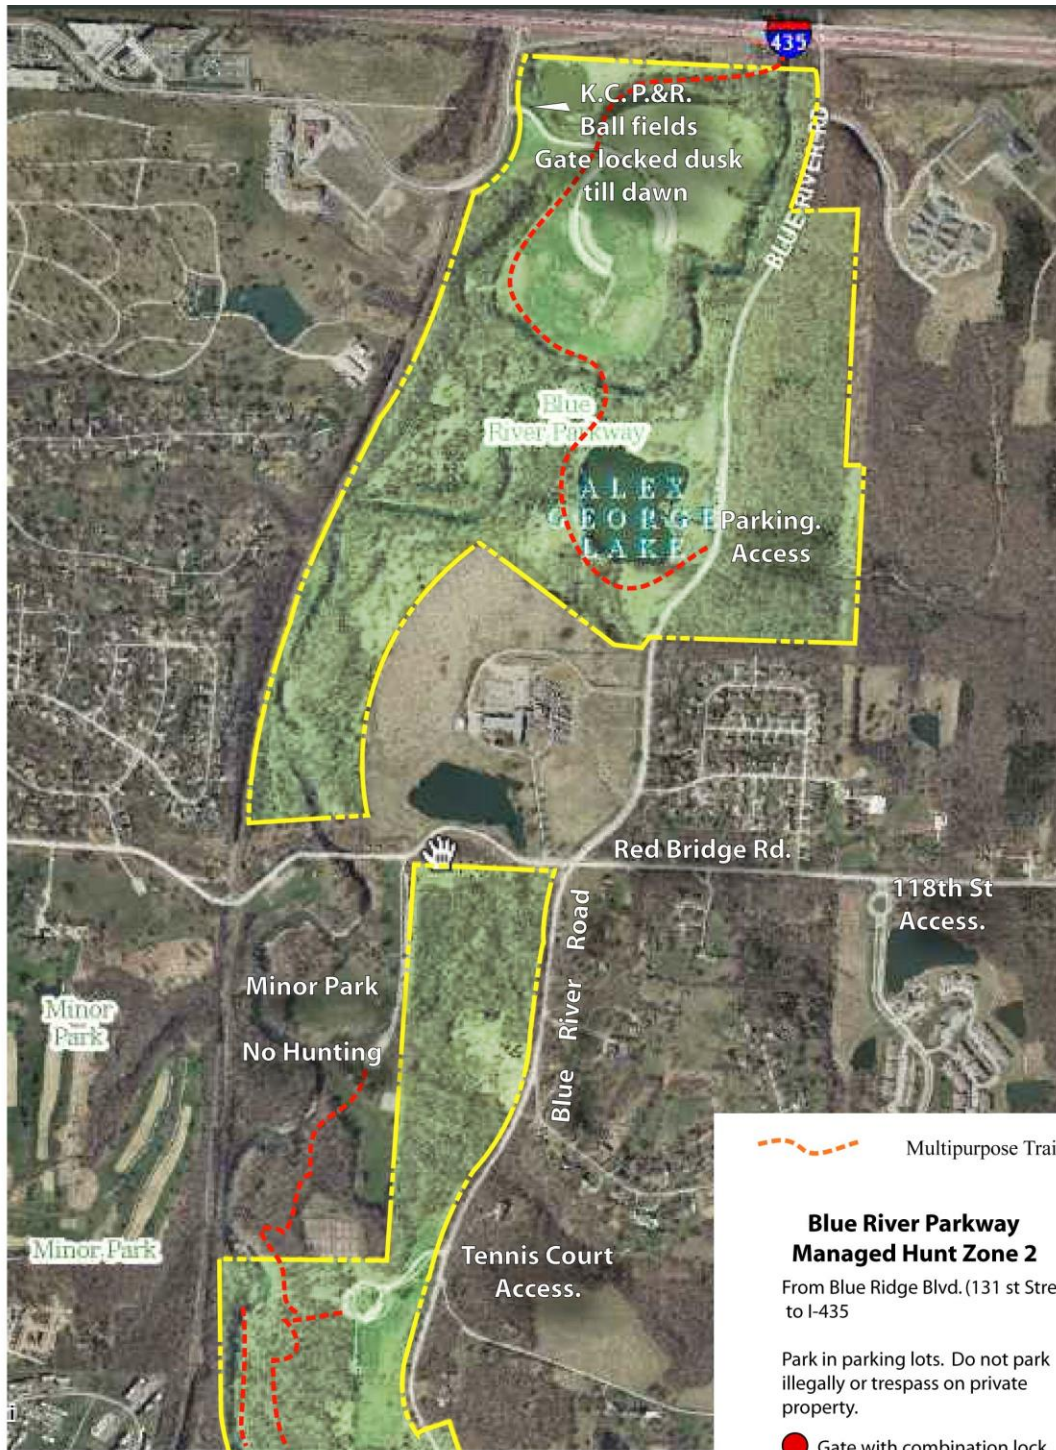 435
K.C. P.&R.
Ball fields
Gate locked dusk
till dawn
BLUE RIVER RD
Blue
River Parkway
ALEX
GEORGE
LAKE
Parking.
Access
Red Bridge Rd.
118th St
Access.
Blue River Road
Minor Park
No Hunting
Minor
Park
Minor Park
Tennis Court
Access.
Multipurpose Trai
Blue River Parkway
Managed Hunt Zone 2
From Blue Ridge Blvd. (131 st Stre
to I-435
Park in parking lots. Do not park
illegally or trespass on private
property.
Gate with combination lock